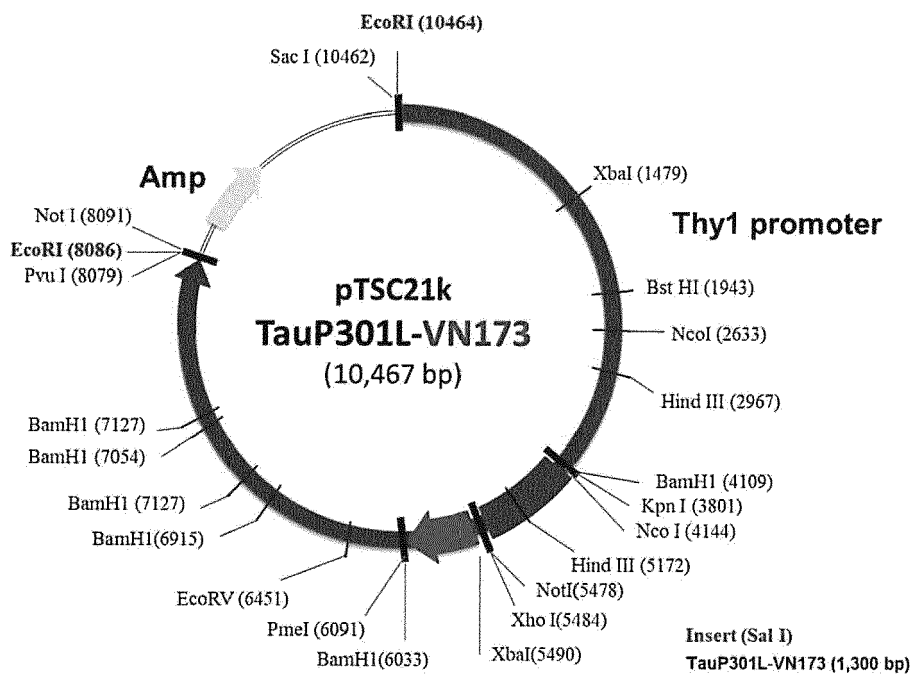 EcoRI (10464)
Sac I (10462)
XbaI (1479)
Amp
Thy1 promoter
Not I (8091)
EcoRI (8086)
Pvu I (8079)
Bst HI (1943)
pTSC21k
TauP301L-VN173
(10,467 bp)
NcoI (2633)
Hind III (2967)
BamH1 (7127)
BamH1 (7054)
BamH1 (7127)
BamH1(6915)
BamH1 (4109)
Kpn I (3801)
Nco I (4144)
Hind III (5172)
EcoRV (6451)
NotI(5478)
PmeI (6091)
Xho I(5484)
BamH1(6033)
XbaI(5490)
Insert (Sal I)
TauP301L-VN173 (1,300 bp)